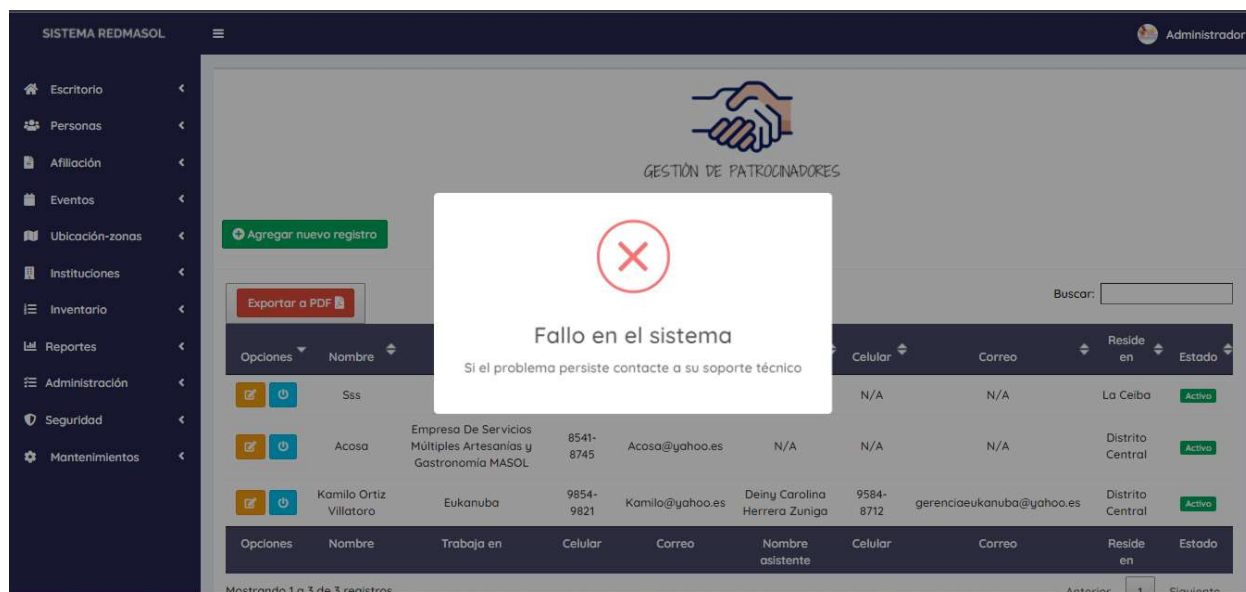 SISTEMA REDMASOL
Administrador
Escritorio
Personas
Afiliación
Eventos
Ubicación-zonas
Instituciones
Inventario
Reportes
Administración
Seguridad
Mantenimientos
GESTIÓN DE PATROCINADORES
Agregar nuevo registro
Exportar a PDF
Buscar:
Fallo en el sistema
Si el problema persiste contacte a su soporte técnico
Opciones Nombre Celular Correo Reside en Estado
Sss N/A N/A La Ceiba Activo
Acosa Empresa De Servicios Múltiples Artesanías y Gastronomía MASOL 8541-8745 Acosa@yahoo.es N/A N/A N/A Distrito Central Activo
Kamilo Ortiz Villatoro Eukanuba 9854-9821 Kamilo@yahoo.es Deiny Carolina Herrera Zuniga 9584-8712 gerenciaeukanuba@yahoo.es Distrito Central Activo
Opciones Nombre Trabaja en Celular Correo Nombre asistente Celular Correo Reside en Estado
Mostrando 1 a 3 de 3 registros
Anterior 1 Siguiente